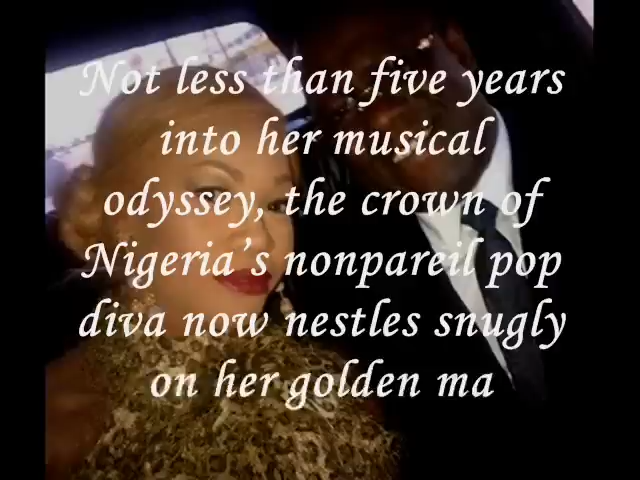 Not less than five years
into her musical
odyssey, the crown of
Nigeria’s nonpareil pop
diva now nestles snugly
on her golden ma